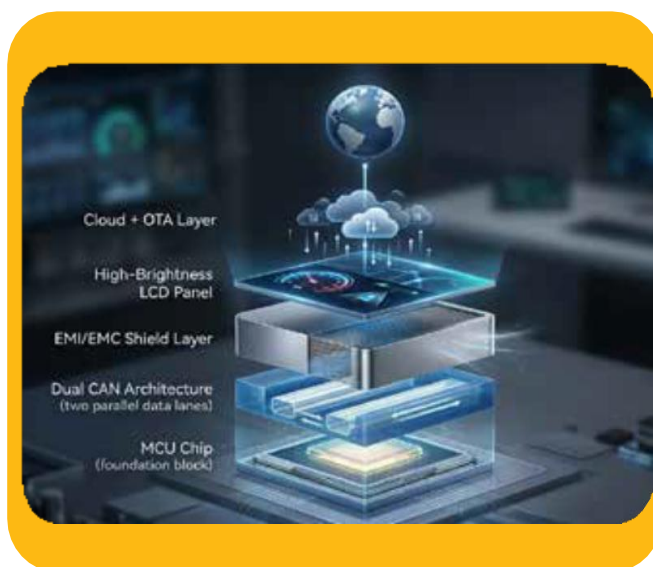 Cloud + OTA Layer
High-Brightness
LCD Panel
EMI/EMC Shield Layer
Dual CAN Architecture
(two parallel data lanes)
MCU Chip
(foundation block)